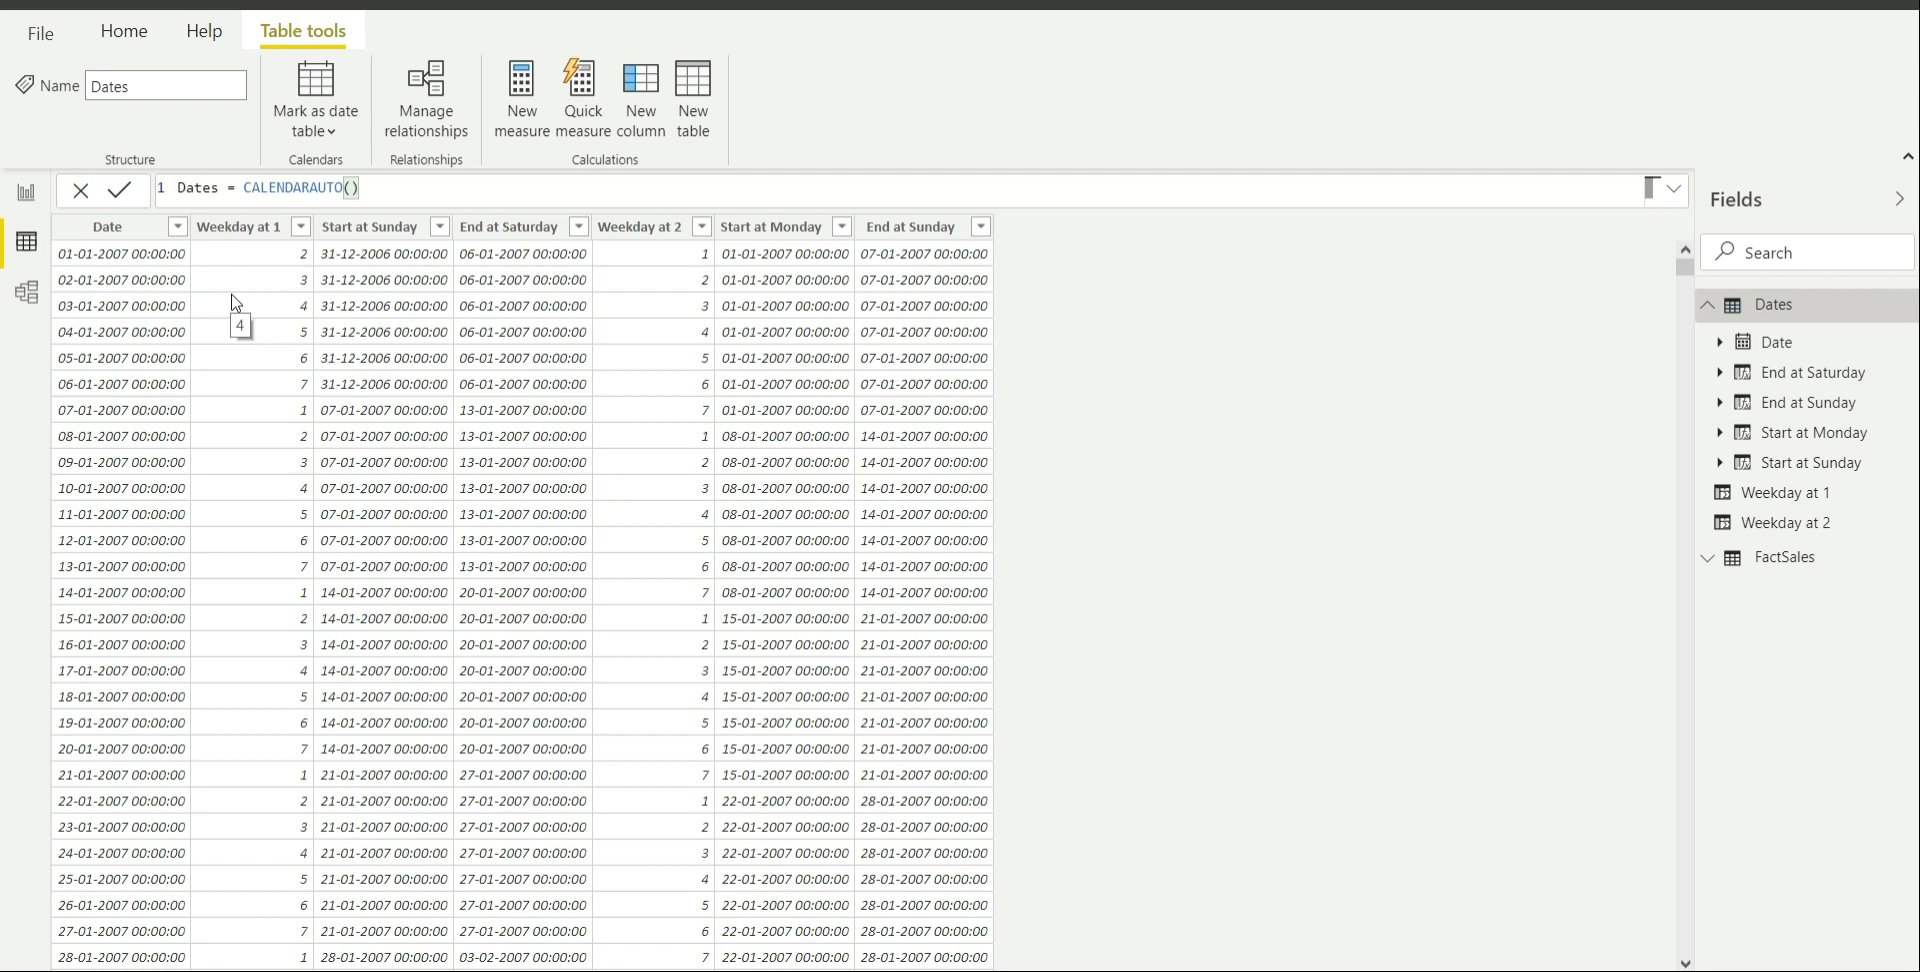 File Home Help Table tools
Name Dates
Mark as date table
Manage relationships
New measure
Quick measure
New column
New table
Structure Calendars Relationships Calculations
1 Dates = CALENDARAUTO()
Fields
Search
Date Weekday at 1 Start at Sunday End at Saturday Weekday at 2 Start at Monday End at Sunday
01-01-2007 00:00:00 2 31-12-2006 00:00:00 06-01-2007 00:00:00 1 01-01-2007 00:00:00 07-01-2007 00:00:00
02-01-2007 00:00:00 3 31-12-2006 00:00:00 06-01-2007 00:00:00 2 01-01-2007 00:00:00 07-01-2007 00:00:00
03-01-2007 00:00:00 4 31-12-2006 00:00:00 06-01-2007 00:00:00 3 01-01-2007 00:00:00 07-01-2007 00:00:00
4
04-01-2007 00:00:00 5 31-12-2006 00:00:00 06-01-2007 00:00:00 4 01-01-2007 00:00:00 07-01-2007 00:00:00
05-01-2007 00:00:00 6 31-12-2006 00:00:00 06-01-2007 00:00:00 5 01-01-2007 00:00:00 07-01-2007 00:00:00
06-01-2007 00:00:00 7 31-12-2006 00:00:00 06-01-2007 00:00:00 6 01-01-2007 00:00:00 07-01-2007 00:00:00
07-01-2007 00:00:00 1 07-01-2007 00:00:00 13-01-2007 00:00:00 7 01-01-2007 00:00:00 07-01-2007 00:00:00
08-01-2007 00:00:00 2 07-01-2007 00:00:00 13-01-2007 00:00:00 1 08-01-2007 00:00:00 14-01-2007 00:00:00
09-01-2007 00:00:00 3 07-01-2007 00:00:00 13-01-2007 00:00:00 2 08-01-2007 00:00:00 14-01-2007 00:00:00
10-01-2007 00:00:00 4 07-01-2007 00:00:00 13-01-2007 00:00:00 3 08-01-2007 00:00:00 14-01-2007 00:00:00
11-01-2007 00:00:00 5 07-01-2007 00:00:00 13-01-2007 00:00:00 4 08-01-2007 00:00:00 14-01-2007 00:00:00
12-01-2007 00:00:00 6 07-01-2007 00:00:00 13-01-2007 00:00:00 5 08-01-2007 00:00:00 14-01-2007 00:00:00
13-01-2007 00:00:00 7 07-01-2007 00:00:00 13-01-2007 00:00:00 6 08-01-2007 00:00:00 14-01-2007 00:00:00
14-01-2007 00:00:00 1 14-01-2007 00:00:00 20-01-2007 00:00:00 7 08-01-2007 00:00:00 14-01-2007 00:00:00
15-01-2007 00:00:00 2 14-01-2007 00:00:00 20-01-2007 00:00:00 1 15-01-2007 00:00:00 21-01-2007 00:00:00
16-01-2007 00:00:00 3 14-01-2007 00:00:00 20-01-2007 00:00:00 2 15-01-2007 00:00:00 21-01-2007 00:00:00
17-01-2007 00:00:00 4 14-01-2007 00:00:00 20-01-2007 00:00:00 3 15-01-2007 00:00:00 21-01-2007 00:00:00
18-01-2007 00:00:00 5 14-01-2007 00:00:00 20-01-2007 00:00:00 4 15-01-2007 00:00:00 21-01-2007 00:00:00
19-01-2007 00:00:00 6 14-01-2007 00:00:00 20-01-2007 00:00:00 5 15-01-2007 00:00:00 21-01-2007 00:00:00
20-01-2007 00:00:00 7 14-01-2007 00:00:00 20-01-2007 00:00:00 6 15-01-2007 00:00:00 21-01-2007 00:00:00
21-01-2007 00:00:00 1 21-01-2007 00:00:00 27-01-2007 00:00:00 7 15-01-2007 00:00:00 21-01-2007 00:00:00
22-01-2007 00:00:00 2 21-01-2007 00:00:00 27-01-2007 00:00:00 1 22-01-2007 00:00:00 28-01-2007 00:00:00
23-01-2007 00:00:00 3 21-01-2007 00:00:00 27-01-2007 00:00:00 2 22-01-2007 00:00:00 28-01-2007 00:00:00
24-01-2007 00:00:00 4 21-01-2007 00:00:00 27-01-2007 00:00:00 3 22-01-2007 00:00:00 28-01-2007 00:00:00
25-01-2007 00:00:00 5 21-01-2007 00:00:00 27-01-2007 00:00:00 4 22-01-2007 00:00:00 28-01-2007 00:00:00
26-01-2007 00:00:00 6 21-01-2007 00:00:00 27-01-2007 00:00:00 5 22-01-2007 00:00:00 28-01-2007 00:00:00
27-01-2007 00:00:00 7 21-01-2007 00:00:00 27-01-2007 00:00:00 6 22-01-2007 00:00:00 28-01-2007 00:00:00
28-01-2007 00:00:00 1 28-01-2007 00:00:00 03-02-2007 00:00:00 7 22-01-2007 00:00:00 28-01-2007 00:00:00
Dates
Date
End at Saturday
End at Sunday
Start at Monday
Start at Sunday
Weekday at 1
Weekday at 2
FactSales